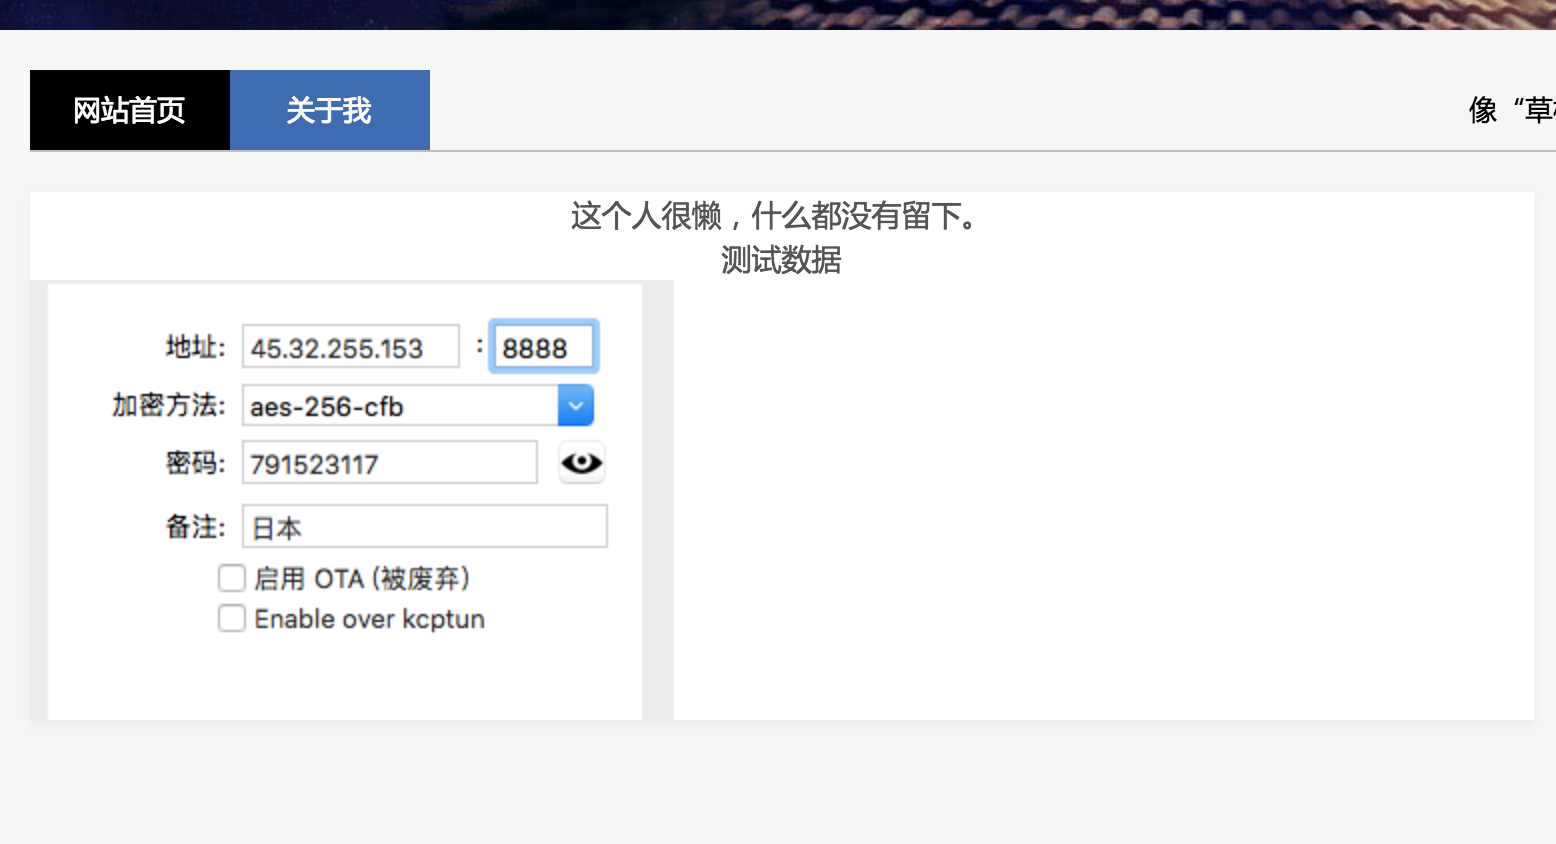 网站首页 关于我 像“草
这个人很懒，什么都没有留下。
测试数据
地址: 45.32.255.153 : 8888
加密方法: aes-256-cfb
密码: 791523117
备注: 日本
启用 OTA (被废弃)
Enable over kcptun